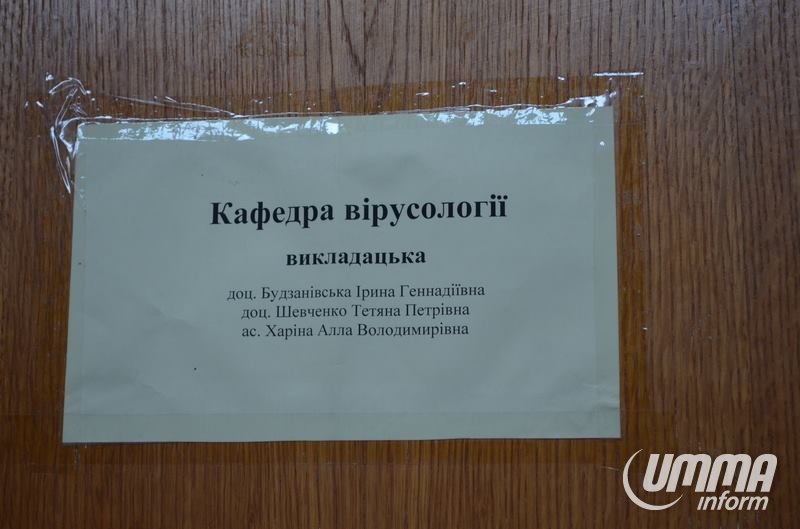 Кафедра вірусології
викладацька
доц. Будзанівська Ірина Геннадіївна
доц. Шевченко Тетяна Петрівна
ас. Харіна Алла Володимирівна
UMMA
inform